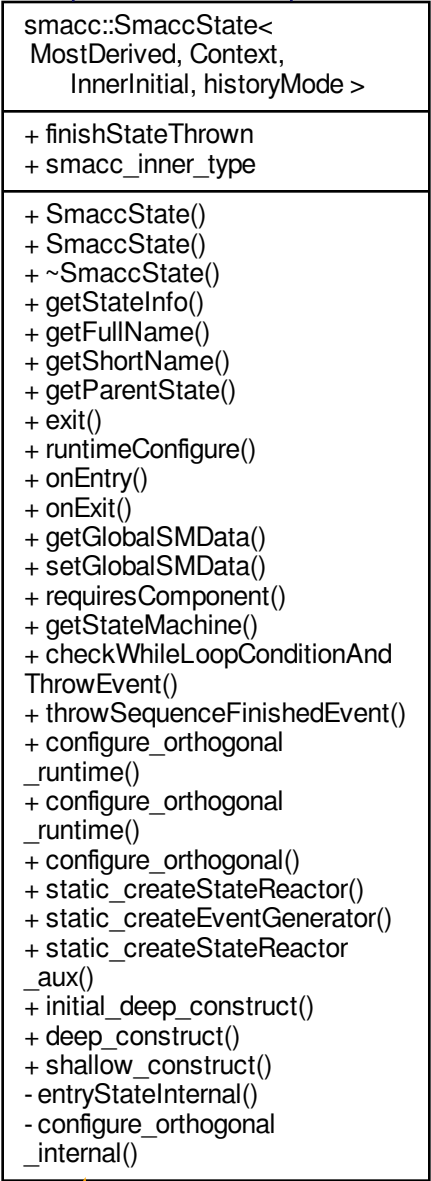 smacc::SmaccState<
MostDerived, Context,
InnerInitial, historyMode >
+ finishStateThrown
+ smacc_inner_type
+ SmaccState()
+ SmaccState()
+ ~SmaccState()
+ getStateInfo()
+ getFullName()
+ getShortName()
+ getParentState()
+ exit()
+ runtimeConfigure()
+ onEntry()
+ onExit()
+ getGlobalSMData()
+ setGlobalSMData()
+ requiresComponent()
+ getStateMachine()
+ checkWhileLoopConditionAnd
ThrowEvent()
+ throwSequenceFinishedEvent()
+ configure_orthogonal
_runtime()
+ configure_orthogonal
_runtime()
+ configure_orthogonal()
+ static_createStateReactor()
+ static_createEventGenerator()
+ static_createStateReactor
_aux()
+ initial_deep_construct()
+ deep_construct()
+ shallow_construct()
- entryStateInternal()
- configure_orthogonal
_internal()